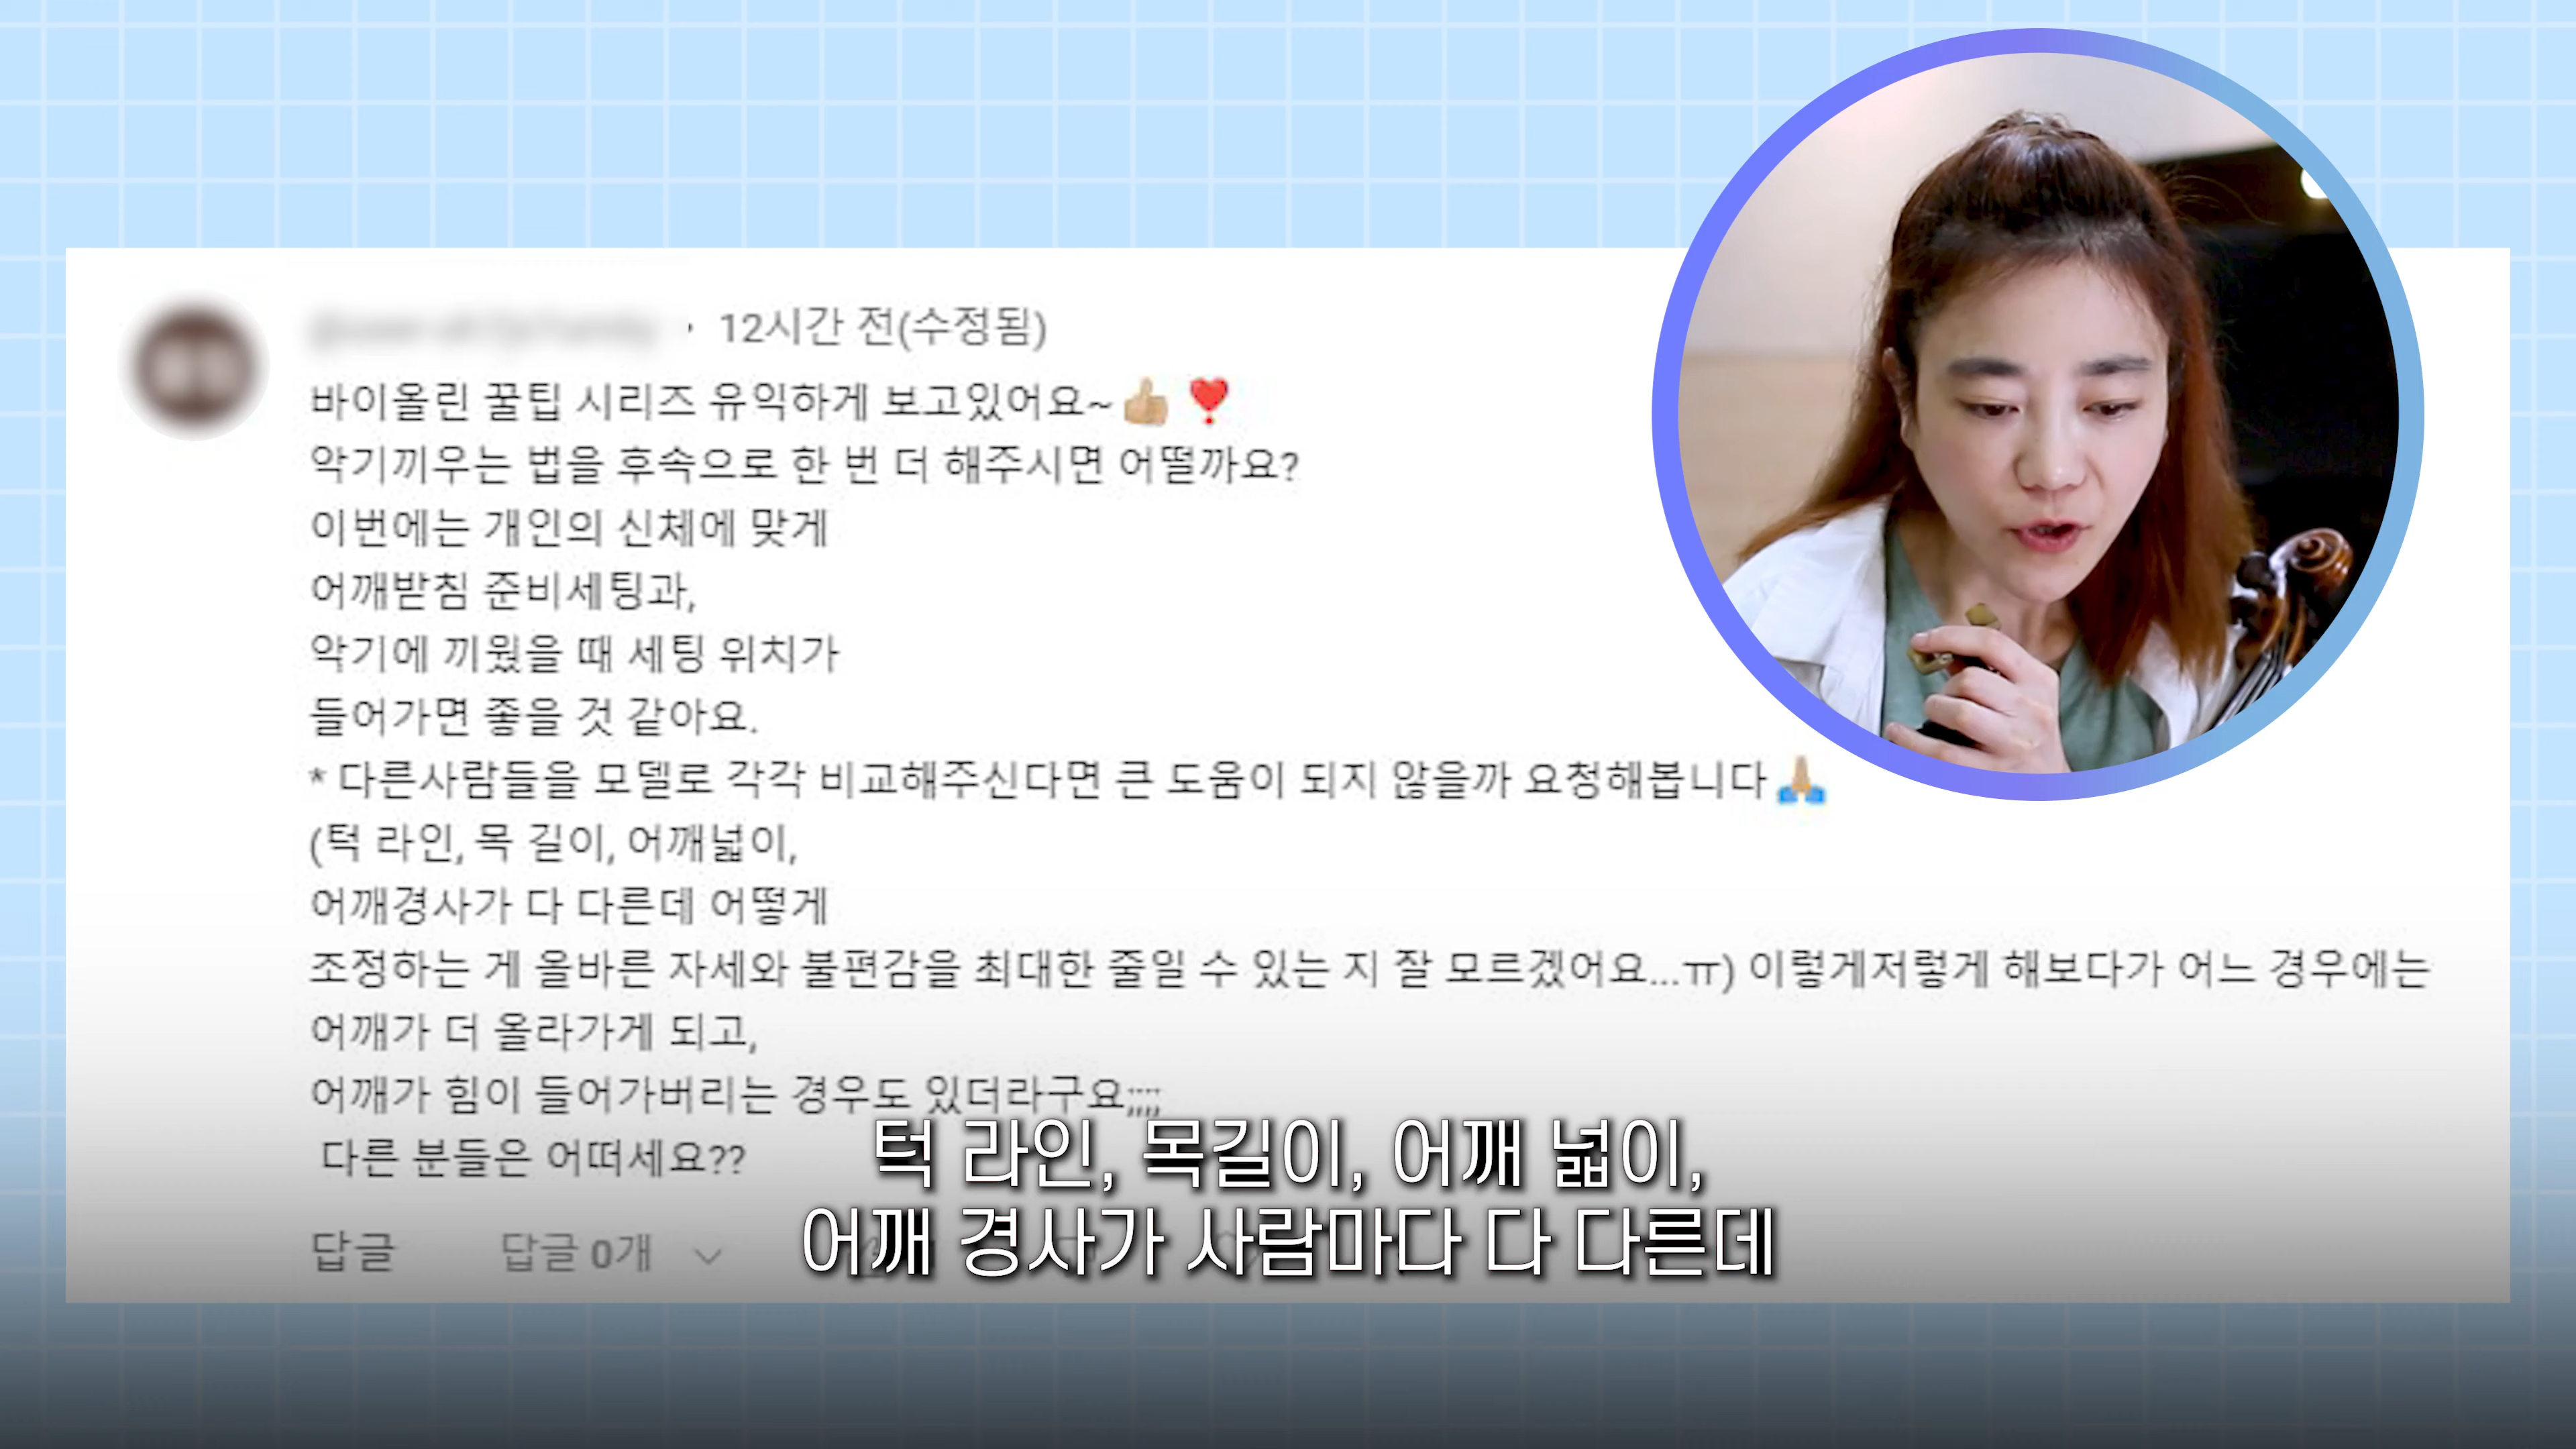 12시간 전(수정됨)
바이올린 꿀팁 시리즈 유익하게 보고있어요~👍🏼❣️
악기끼우는 법을 후속으로 한 번 더 해주시면 어떨까요?
이번에는 개인의 신체에 맞게
어깨받침 준비세팅과,
악기에 끼웠을 때 세팅 위치가
들어가면 좋을 것 같아요.
* 다른사람들을 모델로 각각 비교해주신다면 큰 도움이 되지 않을까 요청해봅니다🙏🏼
(턱 라인, 목 길이, 어깨넓이,
어깨경사가 다 다른데 어떻게
조정하는 게 올바른 자세와 불편감을 최대한 줄일 수 있는 지 잘 모르겠어요...ㅠ) 이렇게저렇게 해보다가 어느 경우에는
어깨가 더 올라가게 되고,
어깨가 힘이 들어가버리는 경우도 있더라구요;;;;
다른 분들은 어떠세요??
답글 답글 0개
턱 라인, 목길이, 어깨 넓이,
어깨 경사가 사람마다 다 다른데